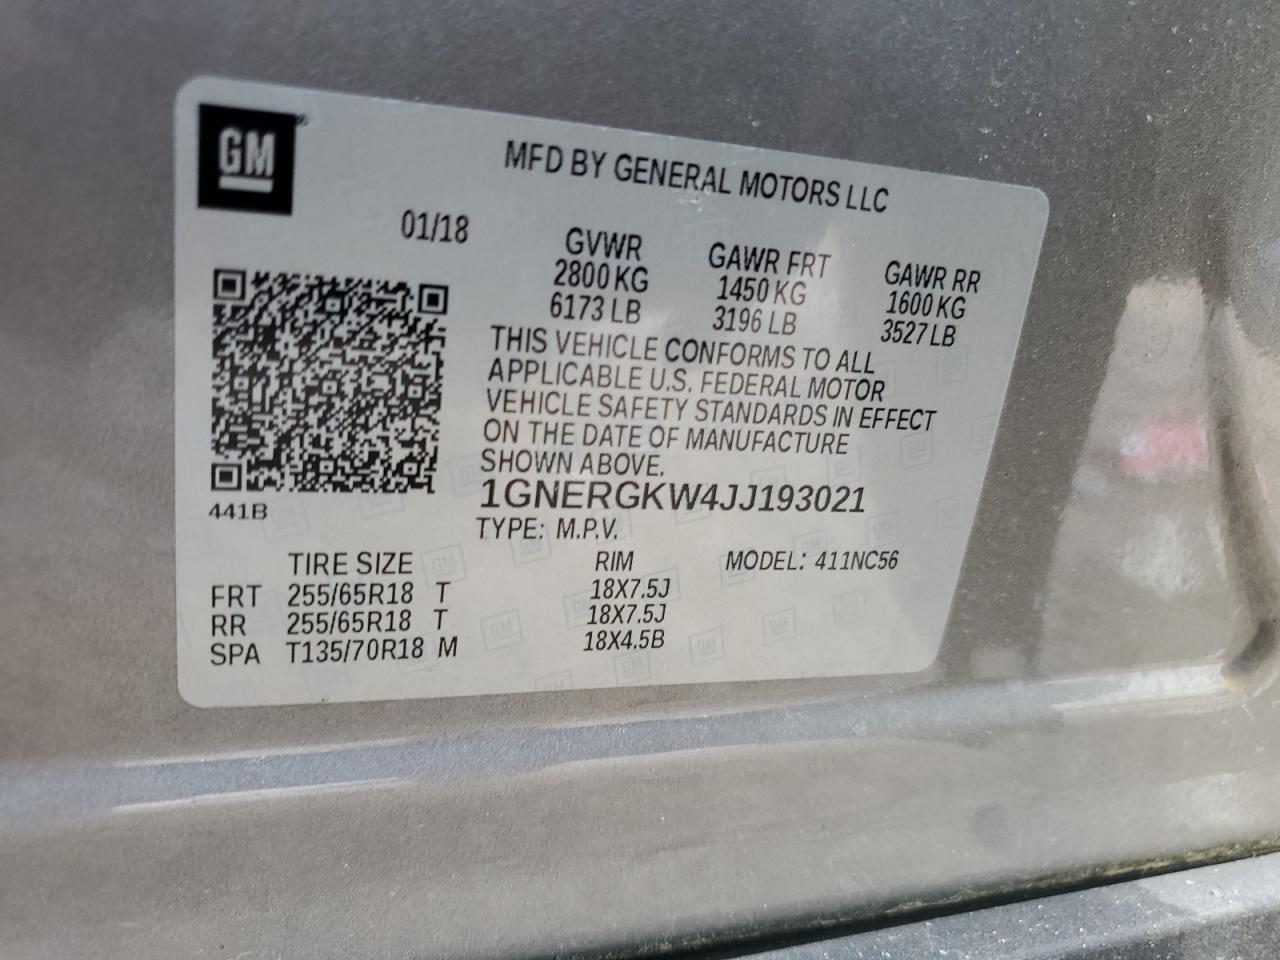 GM
MFD BY GENERAL MOTORS LLC
01/18
GVWR GAWR FRT GAWR RR
2800 KG 1450 KG 1600 KG
6173 LB 3196 LB 3527 LB
THIS VEHICLE CONFORMS TO ALL
APPLICABLE U.S. FEDERAL MOTOR
VEHICLE SAFETY STANDARDS IN EFFECT
ON THE DATE OF MANUFACTURE
SHOWN ABOVE.
1GNERGKW4JJ193021
441B
TYPE: M.P.V.
TIRE SIZE RIM MODEL: 411NC56
FRT 255/65R18 T 18X7.5J
RR 255/65R18 T 18X7.5J
SPA T135/70R18 M 18X4.5B